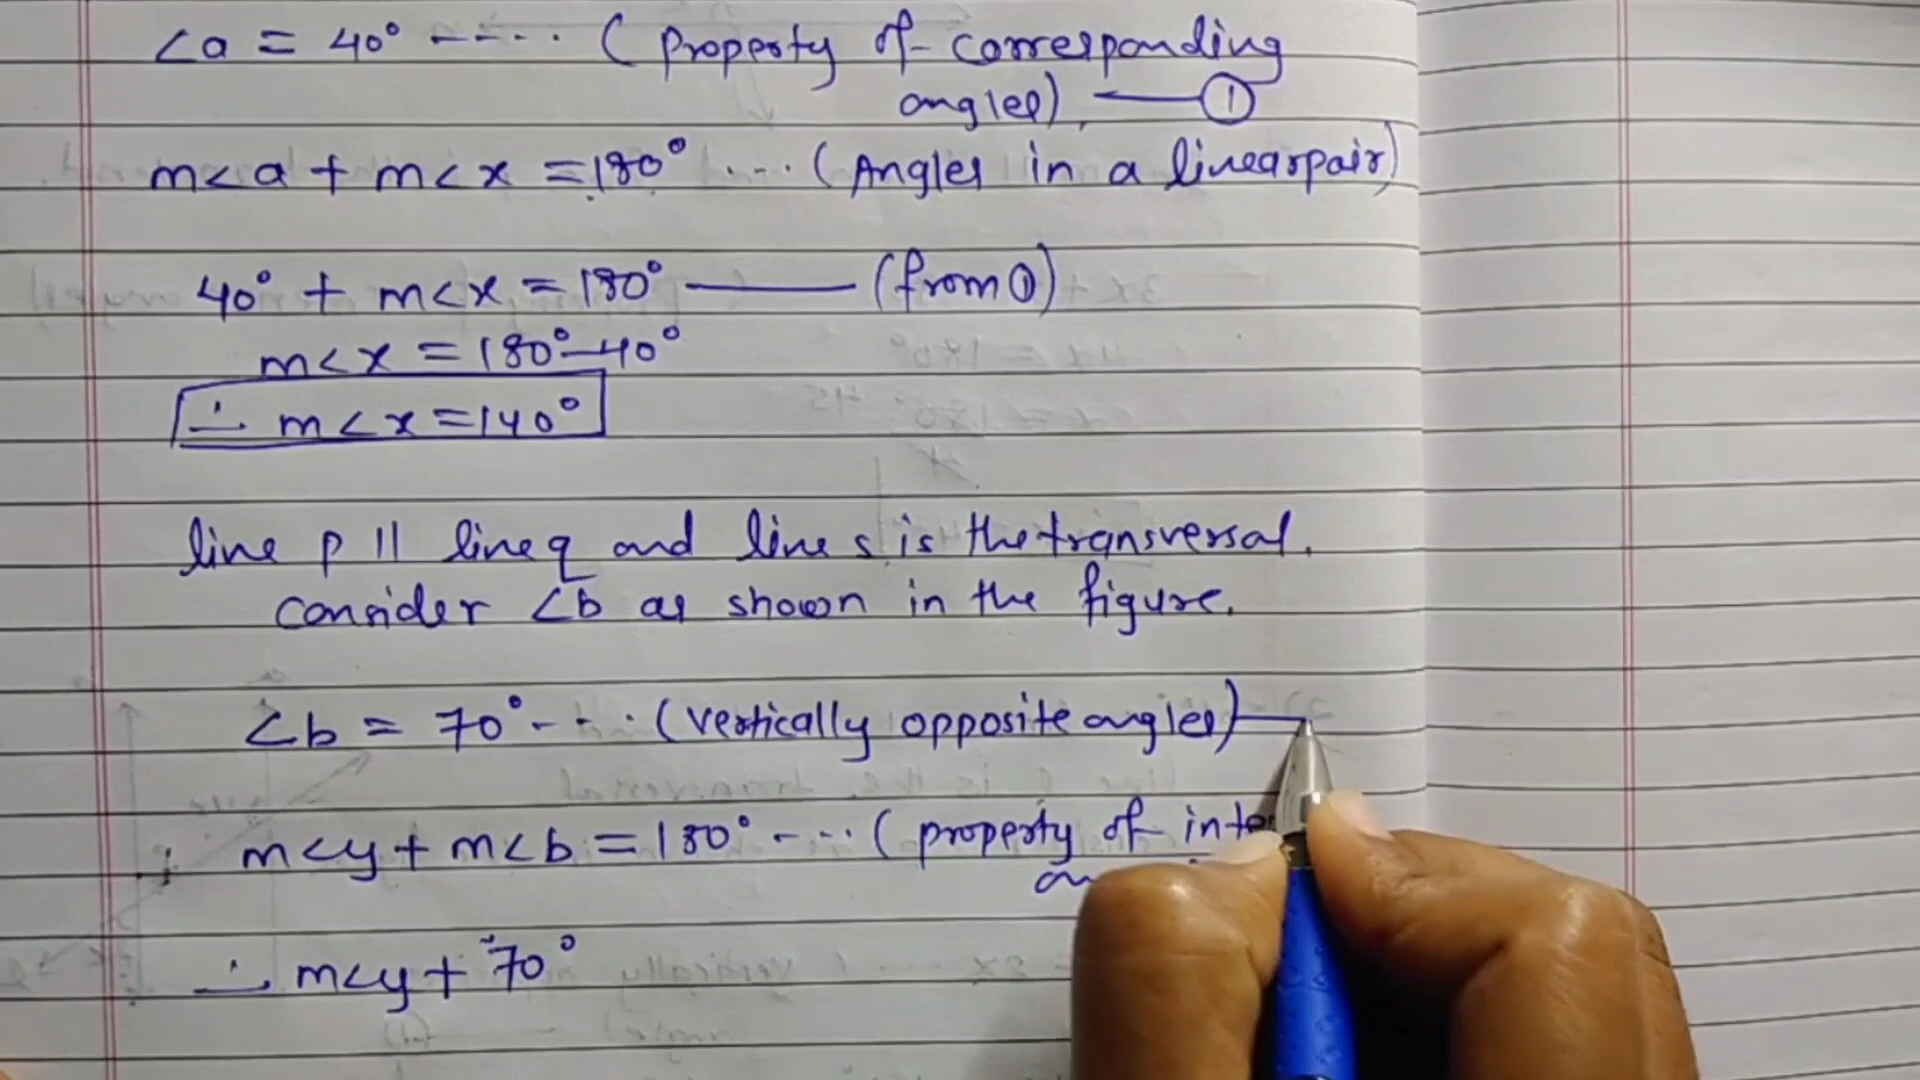 ∠a = 40° ----- (property of corresponding
angles) ——①
m∠a + m∠x = 180° ... (Angles in a linearpair)
40° + m∠x = 180° ——— (from ①)
m∠x = 180° - 40°
∴ m∠x = 140°
line p || line q and line s is the transversal.
consider ∠b as shown in the figure.
∠b = 70° - - . (vertically opposite angles) —
m∠y + m∠b = 180° - ... (property of
∴ m∠y + 70°